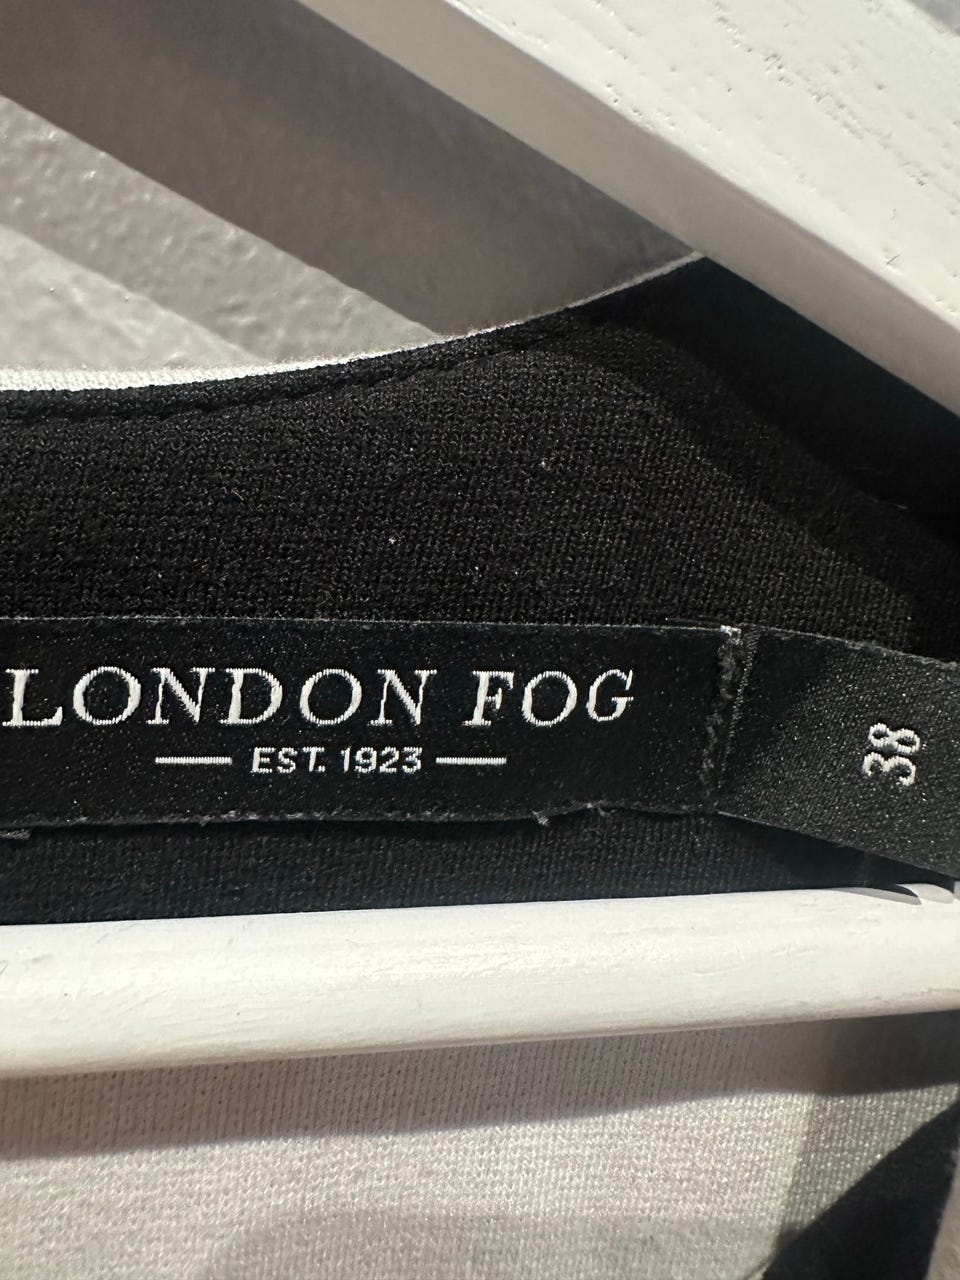 LONDON FOG
EST. 1923
38